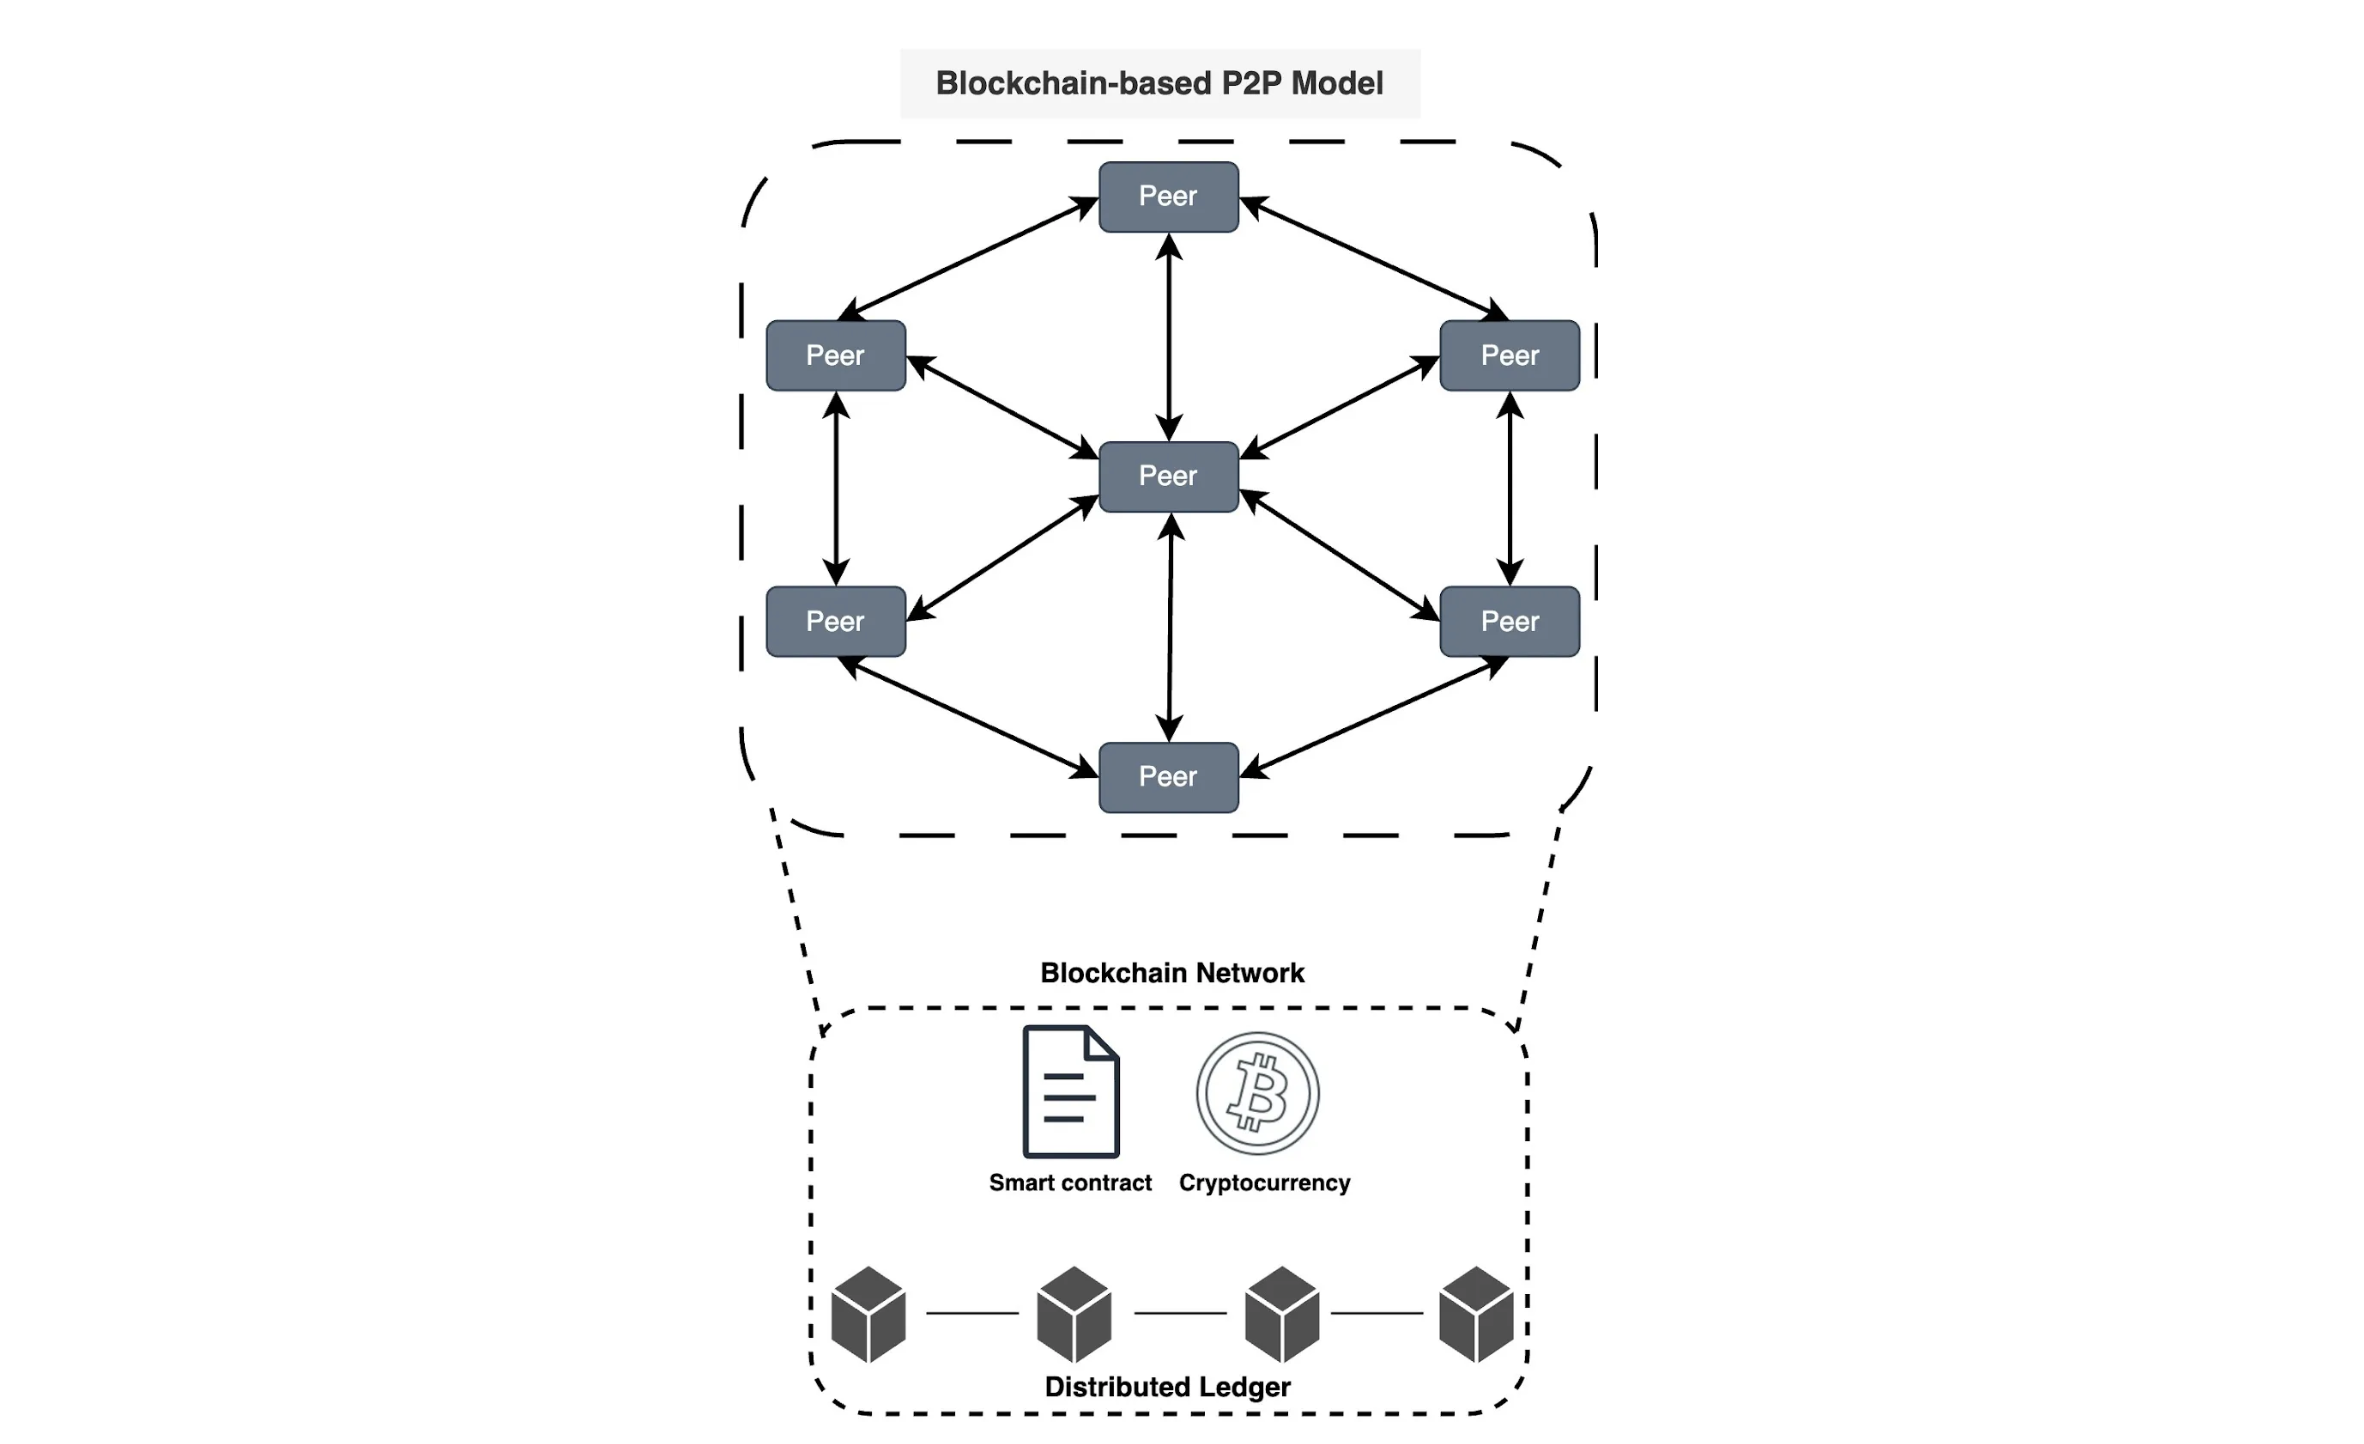 Blockchain-based P2P Model
Peer
Peer
Peer
Peer
Peer
Peer
Peer
Blockchain Network
Smart contract
Cryptocurrency
Distributed Ledger